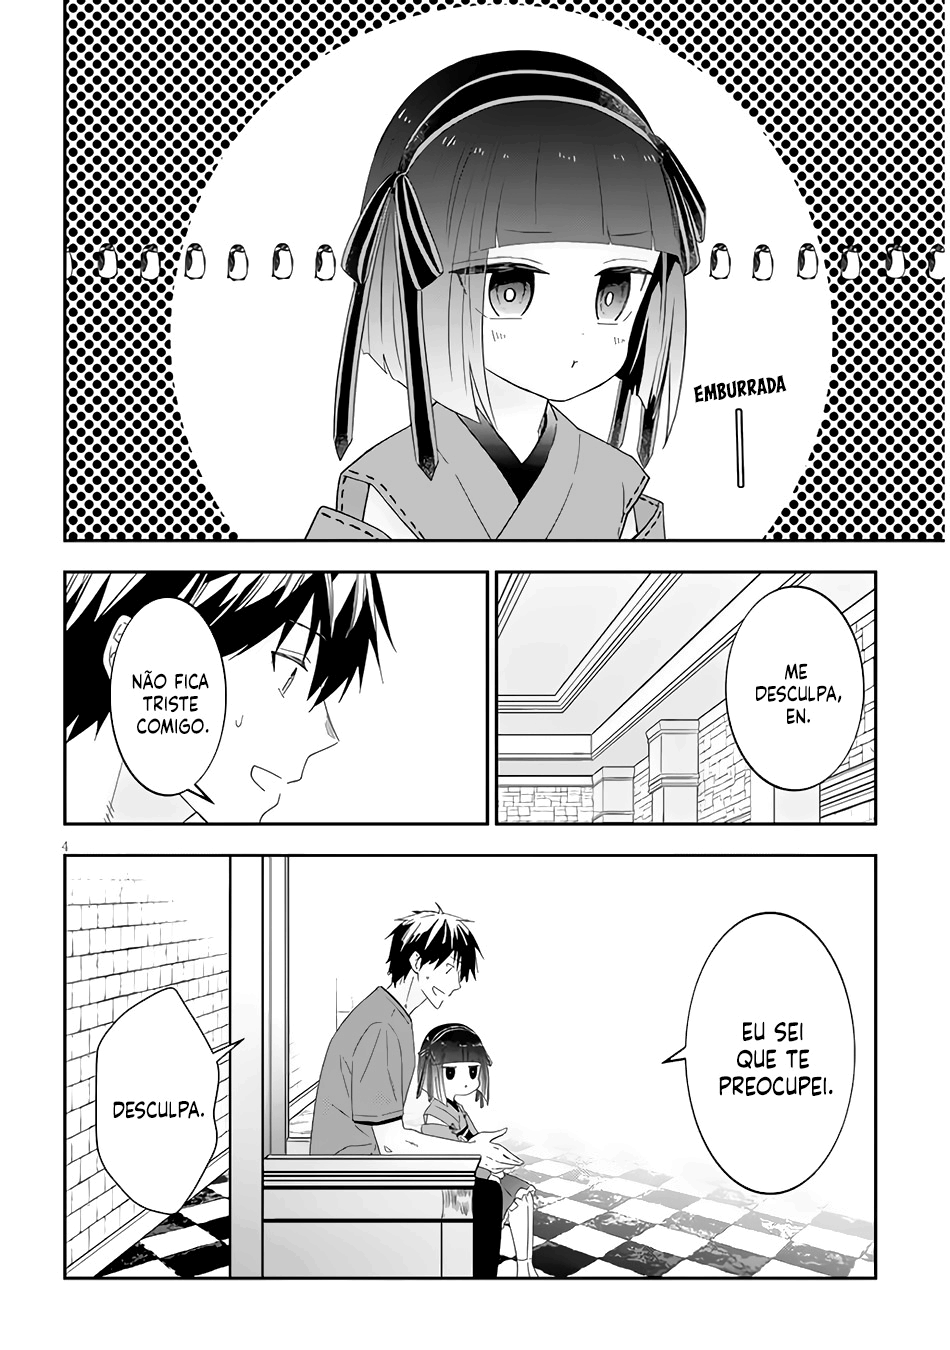 EMBURRADA
ME
DESCULPA,
EN.
NÃO FICA
TRISTE
COMIGO.
4
EU SEI
QUE TE
PREOCUPEI.
DESCULPA.